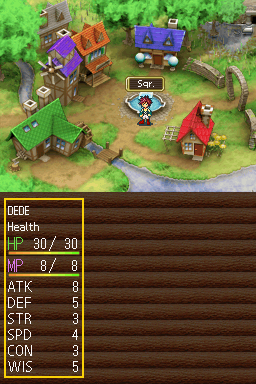 Sqr.
DEDE
Health
HP 30/ 30
MP 8/ 8
ATK 8
DEF 5
STR 3
SPD 4
CON 3
WIS 5